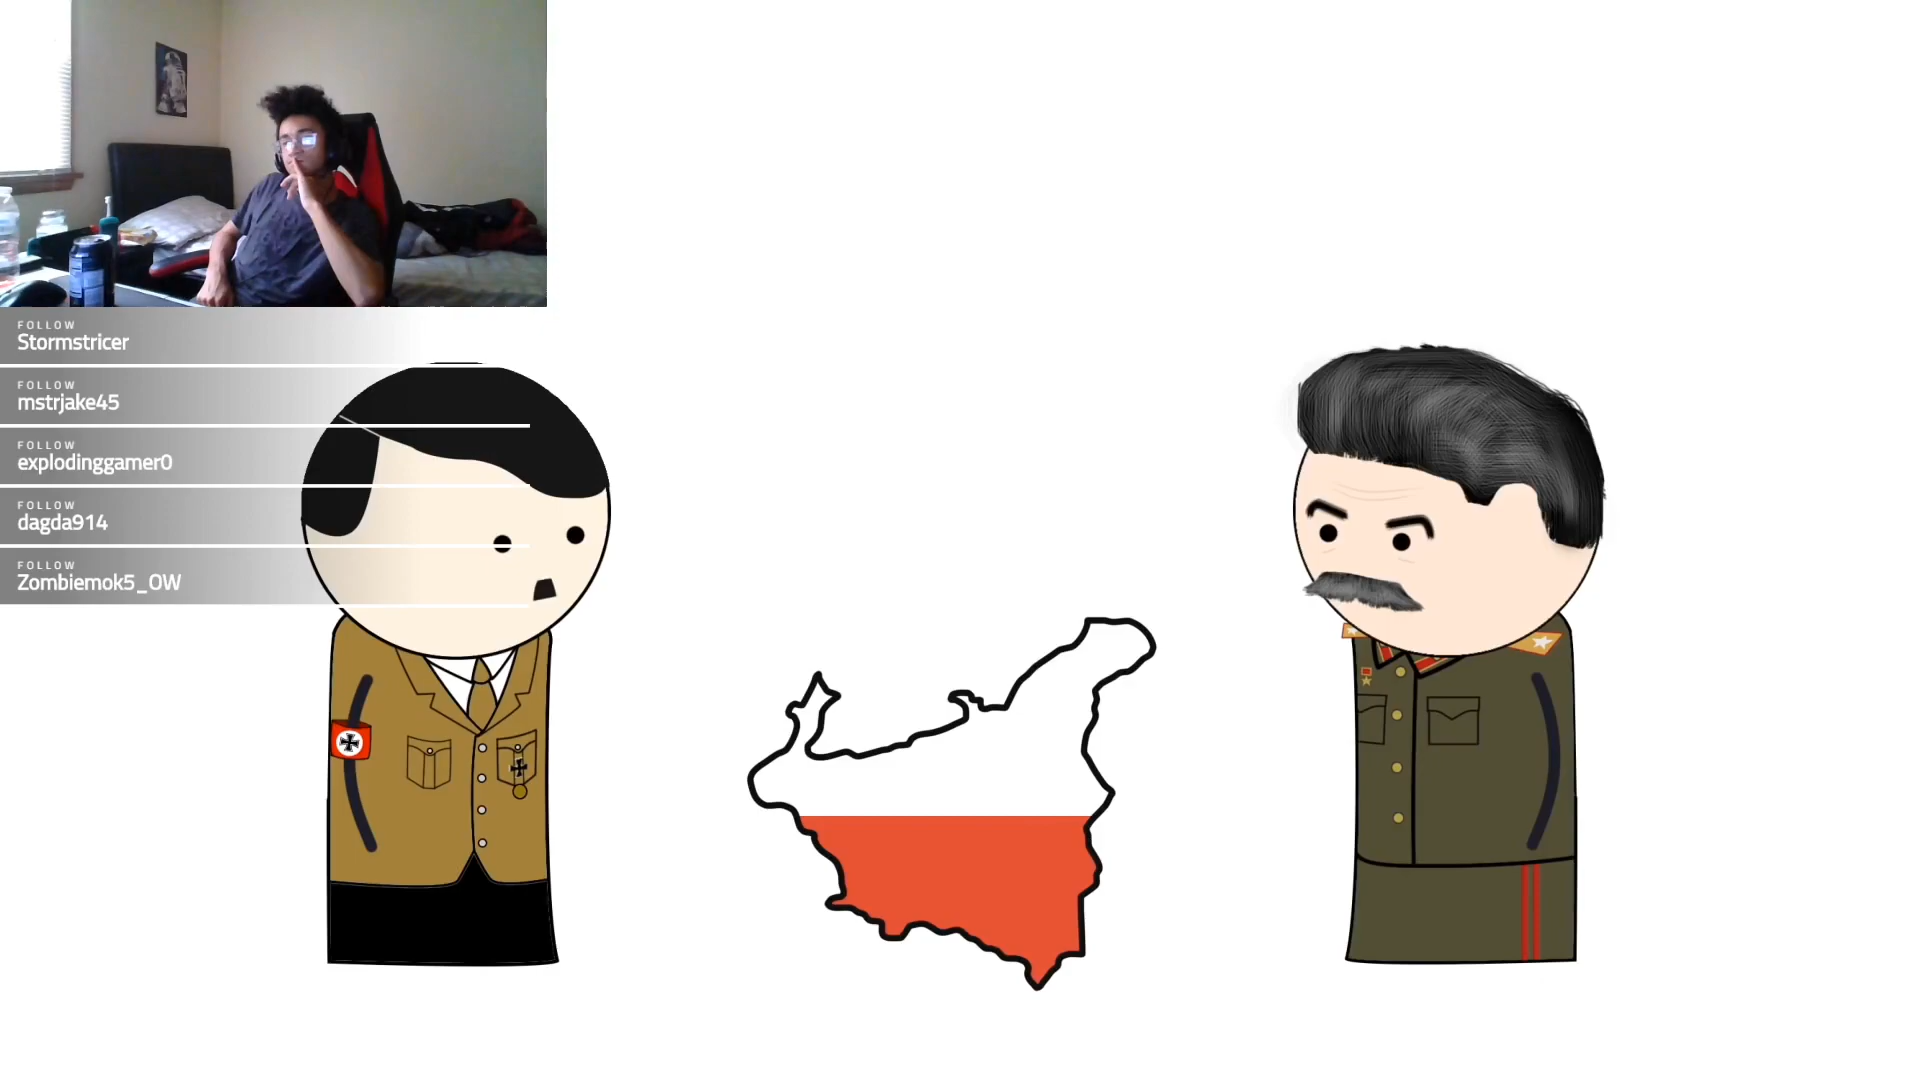 FOLLOW
Stormstricer
FOLLOW
mstrjake45
FOLLOW
explodinggamer0
FOLLOW
dagda914
FOLLOW
Zombiemok5_OW